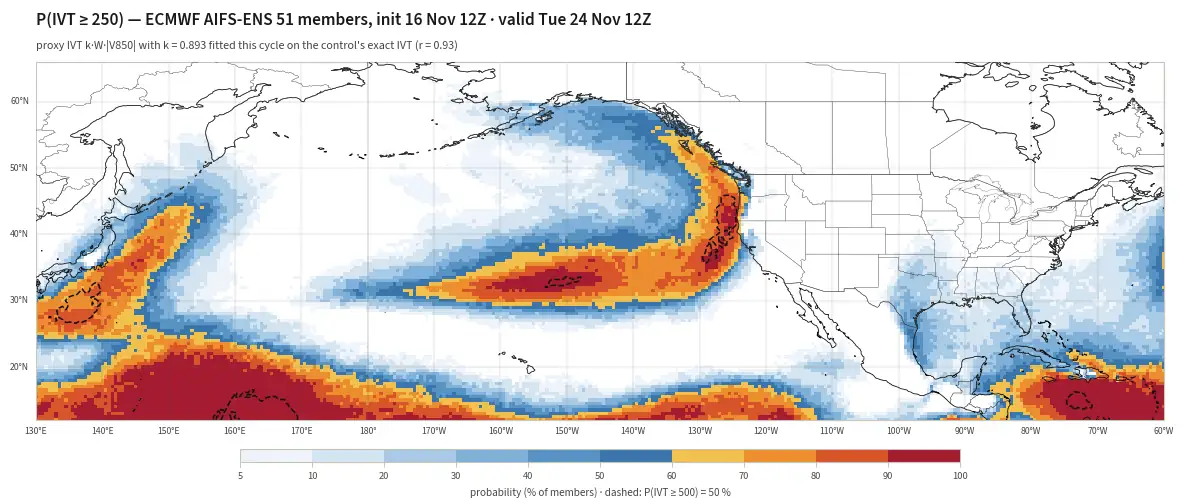 P(IVT ≥ 250) — ECMWF AIFS-ENS 51 members, init 16 Nov 12Z · valid Tue 24 Nov 12Z
proxy IVT k·W·|V850| with k = 0.893 fitted this cycle on the control's exact IVT (r = 0.93)
60°N
50°N
40°N
30°N
20°N
130°E 140°E 150°E 160°E 170°E 180° 170°W 160°W 150°W 140°W 130°W 120°W 110°W 100°W 90°W 80°W 70°W 60°W
5 10 20 30 40 50 60 70 80 90 100
probability (% of members) · dashed: P(IVT ≥ 500) = 50 %